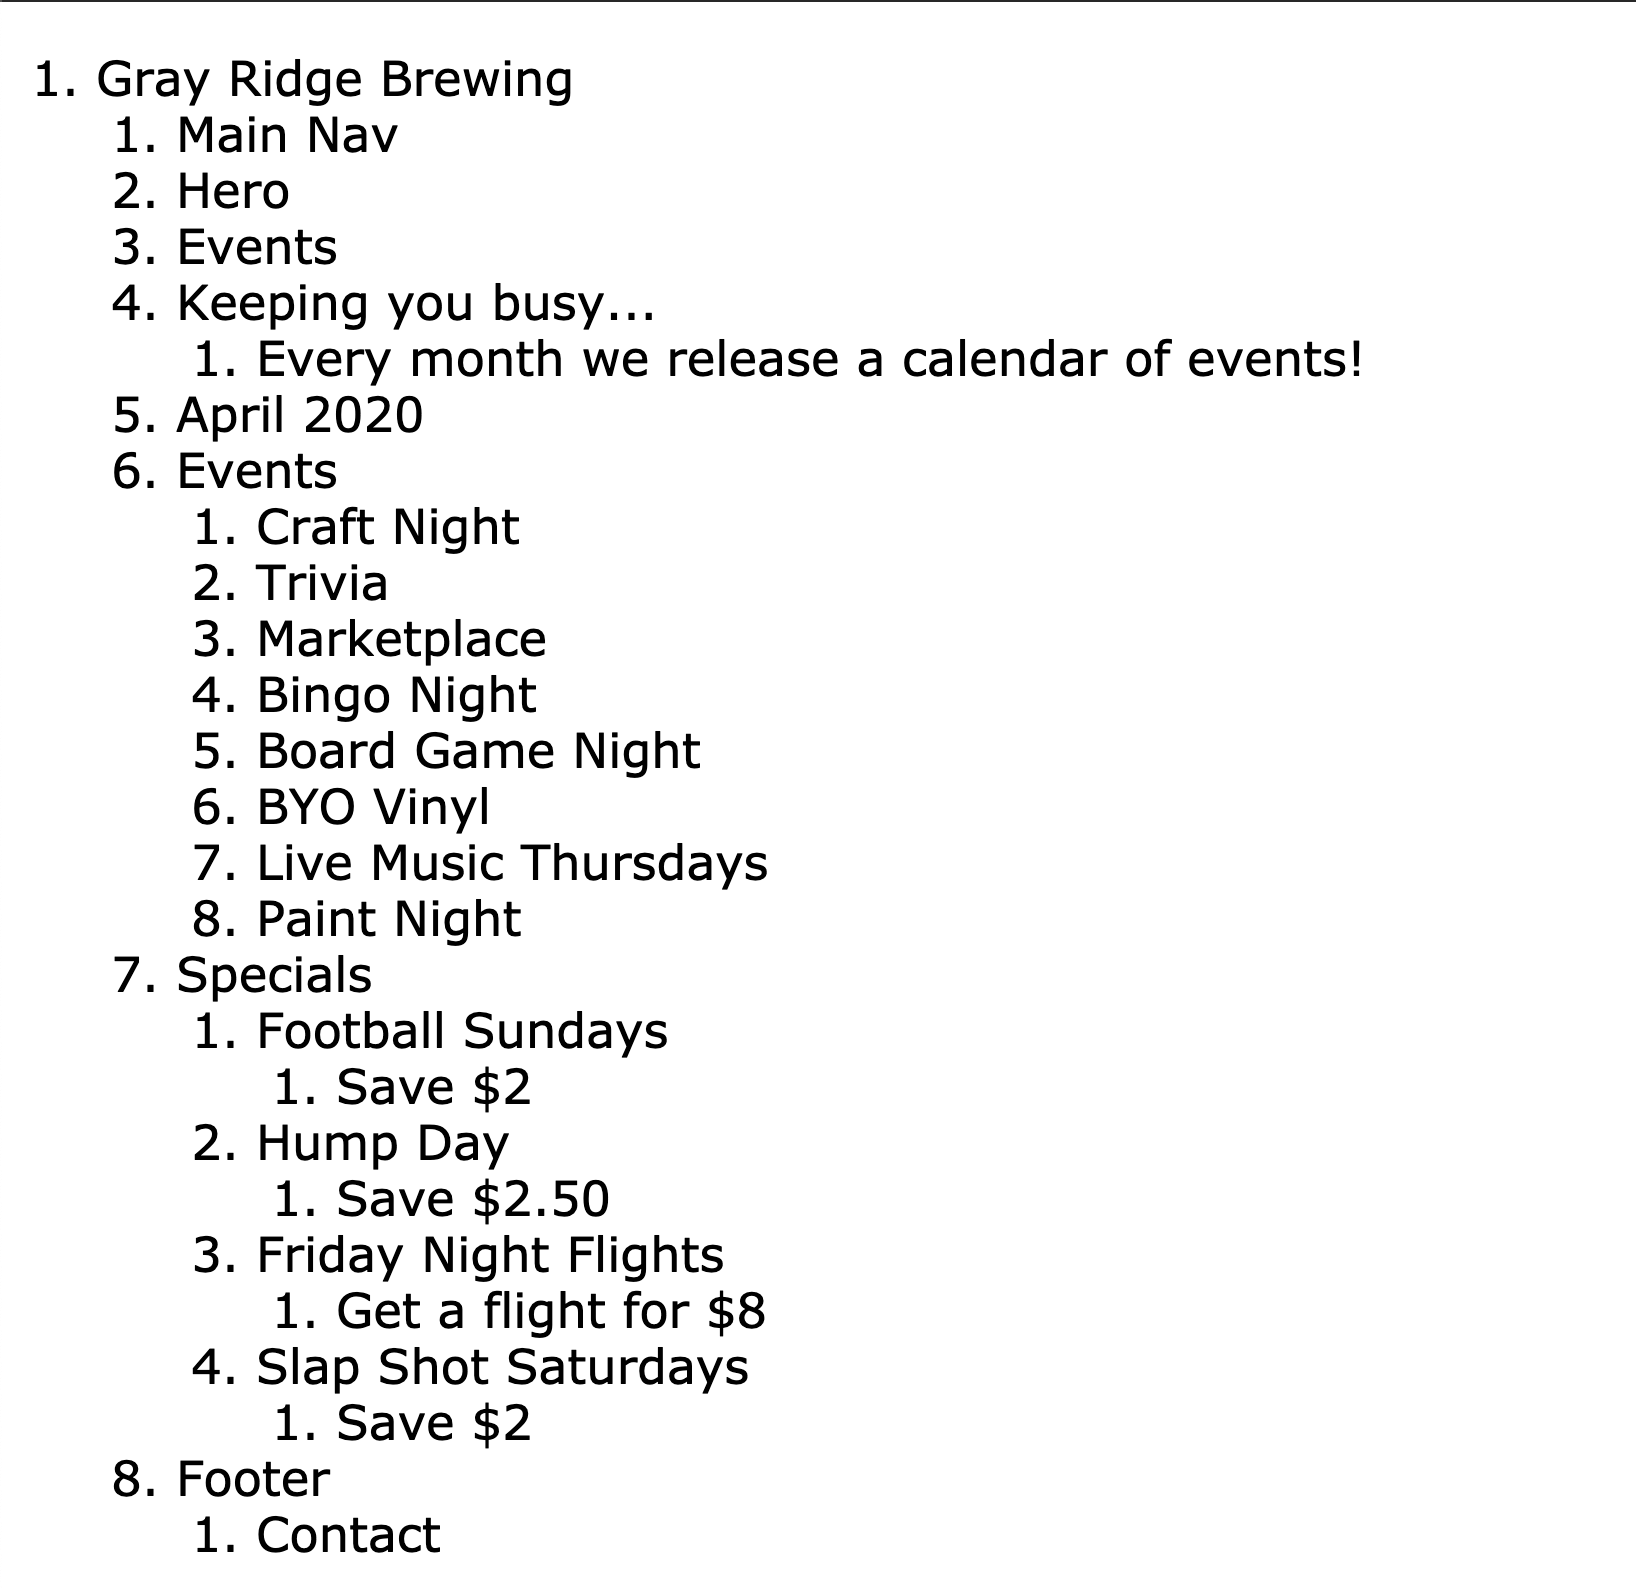 1. Gray Ridge Brewing
1. Main Nav
2. Hero
3. Events
4. Keeping you busy...
1. Every month we release a calendar of events!
5. April 2020
6. Events
1. Craft Night
2. Trivia
3. Marketplace
4. Bingo Night
5. Board Game Night
6. BYO Vinyl
7. Live Music Thursdays
8. Paint Night
7. Specials
1. Football Sundays
1. Save $2
2. Hump Day
1. Save $2.50
3. Friday Night Flights
1. Get a flight for $8
4. Slap Shot Saturdays
1. Save $2
8. Footer
1. Contact